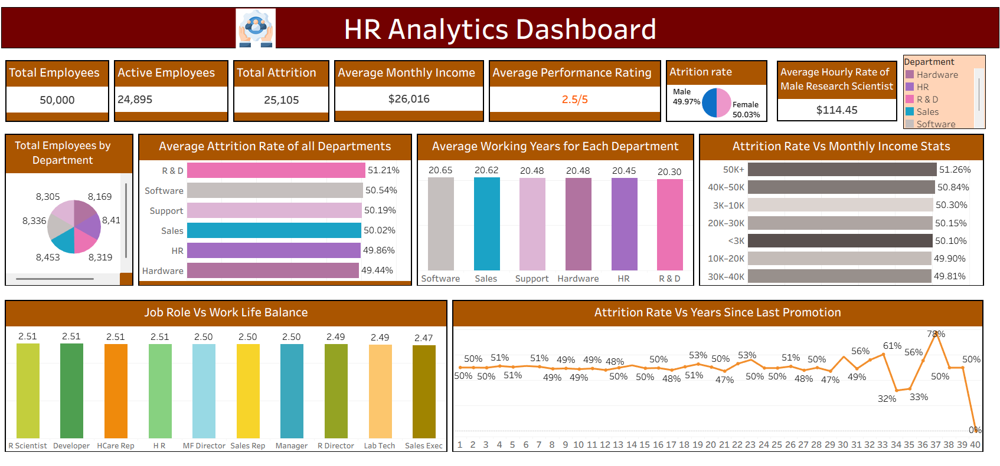 HR Analytics Dashboard
Total Employees
50,000
Active Employees
24,895
Total Attrition
25,105
Average Monthly Income
$26,016
Average Performance Rating
2.5/5
Atrition rate
Male
49.97%
Female
50.03%
Average Hourly Rate of
Male Research Scientist
$114.45
Department
Hardware
HR
R & D
Sales
Software
Total Employees by
Department
8,305
8,169
8,336
8,41
8,453
8,319
Average Attrition Rate of all Departments
R & D 51.21%
Software 50.54%
Support 50.19%
Sales 50.02%
HR 49.86%
Hardware 49.44%
Average Working Years for Each Department
20.65 20.62 20.48 20.48 20.45 20.30
Software Sales Support Hardware HR R & D
Attrition Rate Vs Monthly Income Stats
50K+ 51.26%
40K–50K 50.84%
3K–10K 50.30%
20K–30K 50.15%
<3K 50.10%
10K–20K 49.90%
30K–40K 49.81%
Job Role Vs Work Life Balance
2.51 2.51 2.51 2.51 2.50 2.50 2.50 2.49 2.49 2.47
R Scientist Developer HCare Rep H R MF Director Sales Rep Manager R Director Lab Tech Sales Exec
Attrition Rate Vs Years Since Last Promotion
50% 50% 50% 51% 51% 51% 49% 49% 49% 49% 48% 50% 50% 50% 48% 51% 53% 50% 47% 53% 50% 50% 51% 48% 50% 47% 49% 56% 61% 32% 33% 56% 78% 50% 50% 0%
1 2 3 4 5 6 7 8 9 10 11 12 13 14 15 16 17 18 19 20 21 22 23 24 25 26 27 28 29 30 31 32 33 34 35 36 37 38 39 40